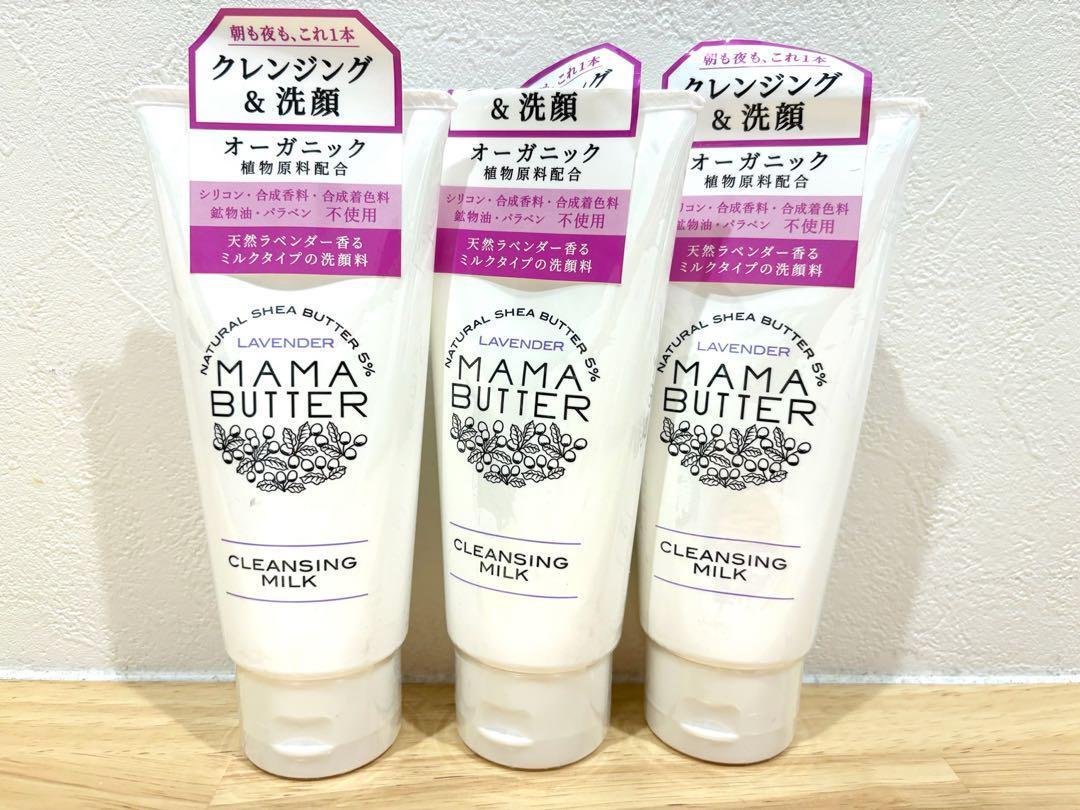 朝も夜も、これ1本
クレンジング
& 洗顔
オーガニック
植物原料配合
シリコン・合成香料・合成着色料
鉱物油・パラベン 不使用
天然ラベンダー香る
ミルクタイプの洗顔料
NATURAL SHEA BUTTER 5%
LAVENDER
MAMA
BUTTER
CLEANSING
MILK
これ1本
& 洗顔
オーガニック
植物原料配合
シリコン・合成香料・合成着色料
鉱物油・パラベン 不使用
天然ラベンダー香る
ミルクタイプの洗顔料
NATURAL SHEA BUTTER 5%
LAVENDER
MAMA
BUTTER
CLEANSING
MILK
朝も夜も、これ1本
クレンジング
& 洗顔
オーガニック
植物原料配合
リコン・合成香料・合成着色料
鉱物油・パラベン 不使用
天然ラベンダー香る
ミルクタイプの洗顔料
NATURAL SHEA BUTTER 5%
LAVENDER
MAMA
BUTTER
CLEANSING
MILK